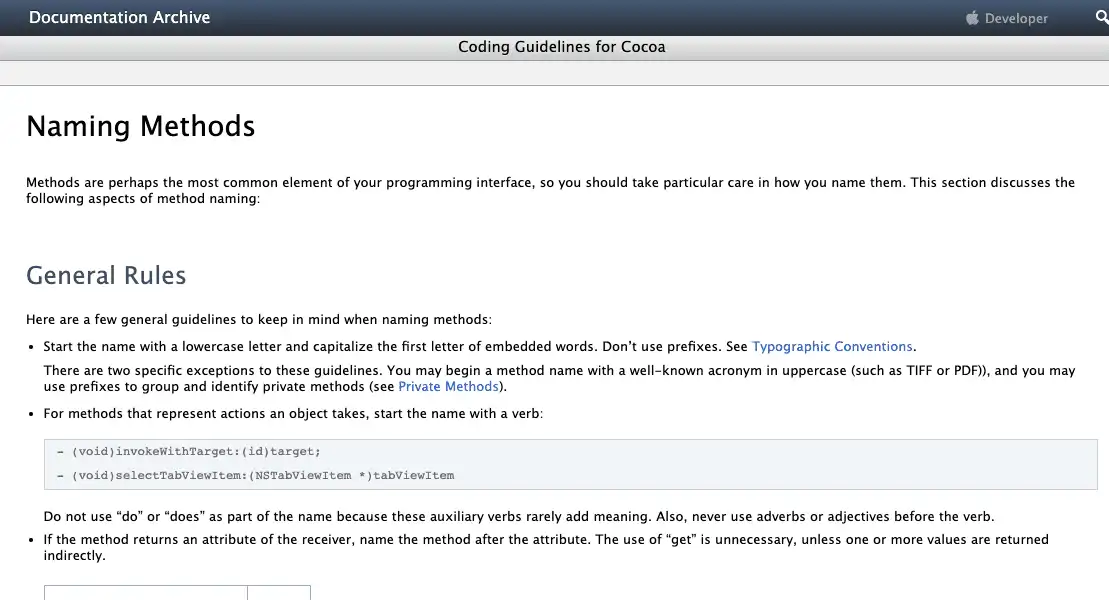 Documentation Archive
Developer
Coding Guidelines for Cocoa
Naming Methods
Methods are perhaps the most common element of your programming interface, so you should take particular care in how you name them. This section discusses the
following aspects of method naming:
General Rules
Here are a few general guidelines to keep in mind when naming methods:
• Start the name with a lowercase letter and capitalize the first letter of embedded words. Don’t use prefixes. See Typographic Conventions.
There are two specific exceptions to these guidelines. You may begin a method name with a well-known acronym in uppercase (such as TIFF or PDF)), and you may
use prefixes to group and identify private methods (see Private Methods).
• For methods that represent actions an object takes, start the name with a verb:
- (void)invokeWithTarget:(id)target;
- (void)selectTabViewItem:(NSTabViewItem *)tabViewItem
Do not use “do” or “does” as part of the name because these auxiliary verbs rarely add meaning. Also, never use adverbs or adjectives before the verb.
• If the method returns an attribute of the receiver, name the method after the attribute. The use of “get” is unnecessary, unless one or more values are returned
indirectly.